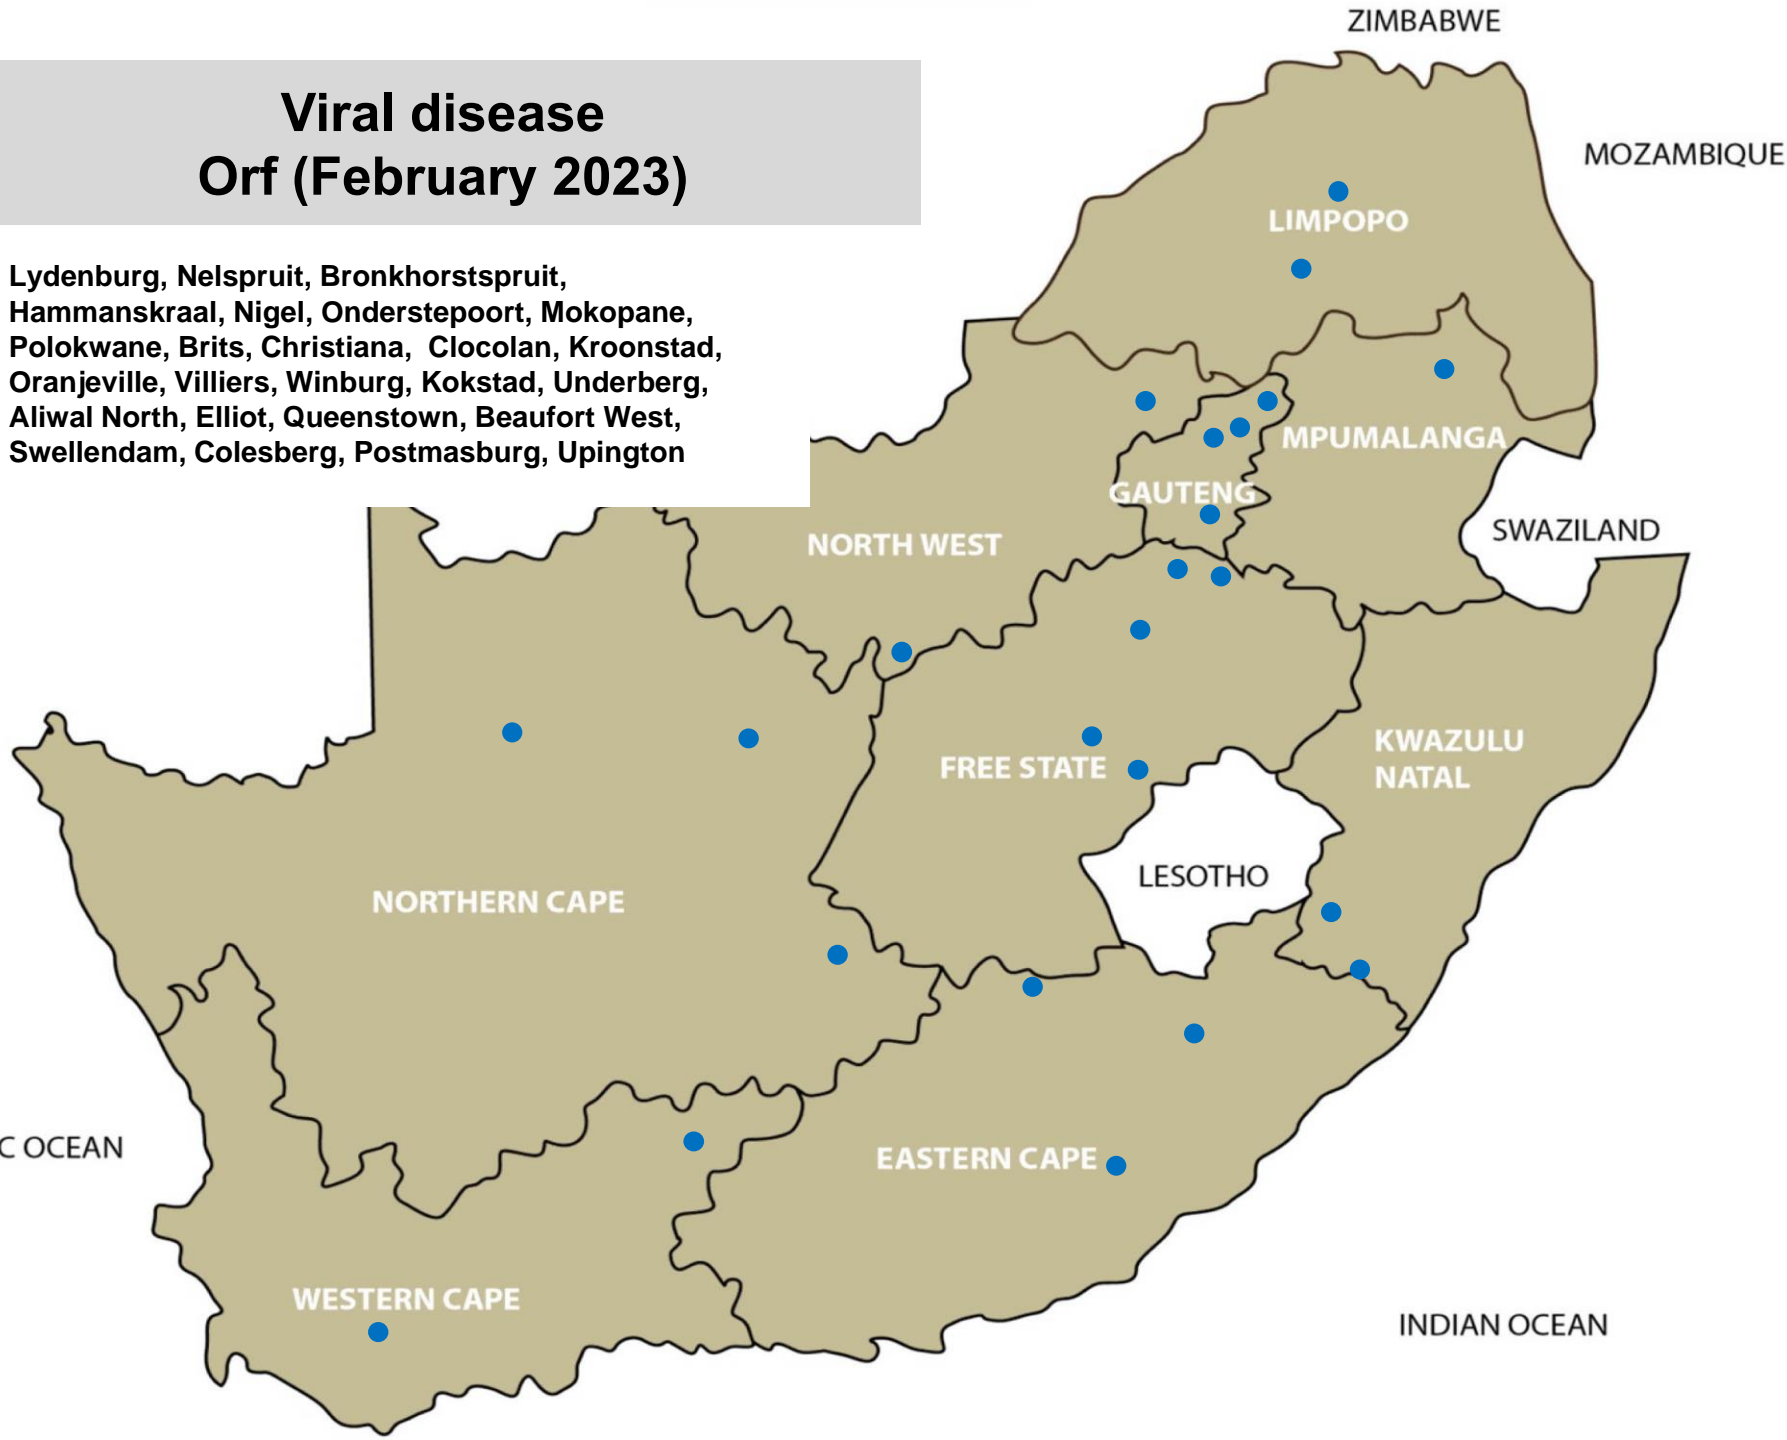 ZIMBABWE
Viral disease
Orf (February 2023)
MOZAMBIQUE
LIMPOPO
Lydenburg, Nelspruit, Bronkhorstspruit,
Hammanskraal, Nigel, Onderstepoort, Mokopane,
Polokwane, Brits, Christiana,  Clocolan, Kroonstad,
Oranjeville, Villiers, Winburg, Kokstad, Underberg,
Aliwal North, Elliot, Queenstown, Beaufort West,
Swellendam, Colesberg, Postmasburg, Upington
MPUMALANGA
GAUTENG
SWAZILAND
NORTH WEST
KWAZULU
NATAL
FREE STATE
LESOTHO
NORTHERN CAPE
C OCEAN
EASTERN CAPE
WESTERN CAPE
INDIAN OCEAN